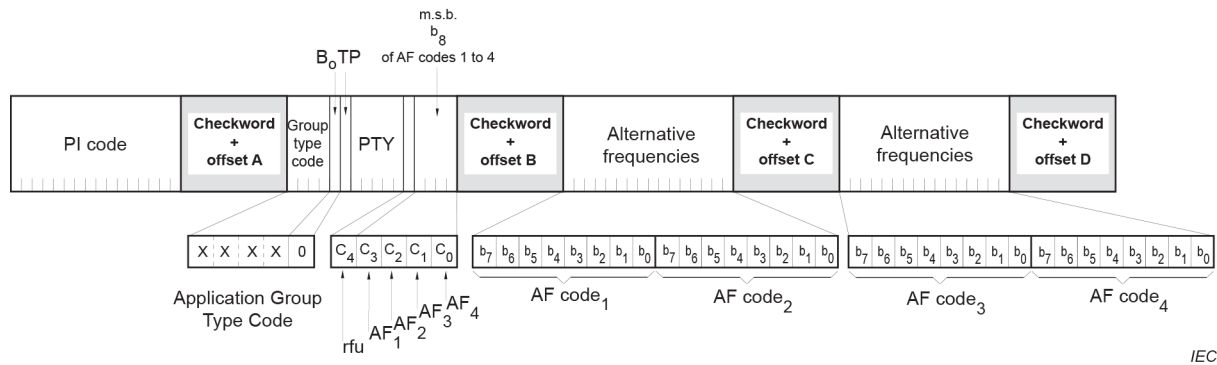 m.s.b.
b8
of AF codes 1 to 4
BoTP
PI code
Checkword
+
offset A
Group
type
code
PTY
Checkword
+
offset B
Alternative
frequencies
Checkword
+
offset C
Alternative
frequencies
Checkword
+
offset D
X X X X 0
C4 C3 C2 C1 C0
b7 b6 b5 b4 b3 b2 b1 b0 b7 b6 b5 b4 b3 b2 b1 b0
b7 b6 b5 b4 b3 b2 b1 b0 b7 b6 b5 b4 b3 b2 b1 b0
Application Group
Type Code
rfu AF1 AF2 AF3 AF4
AF code1
AF code2
AF code3
AF code4
IEC